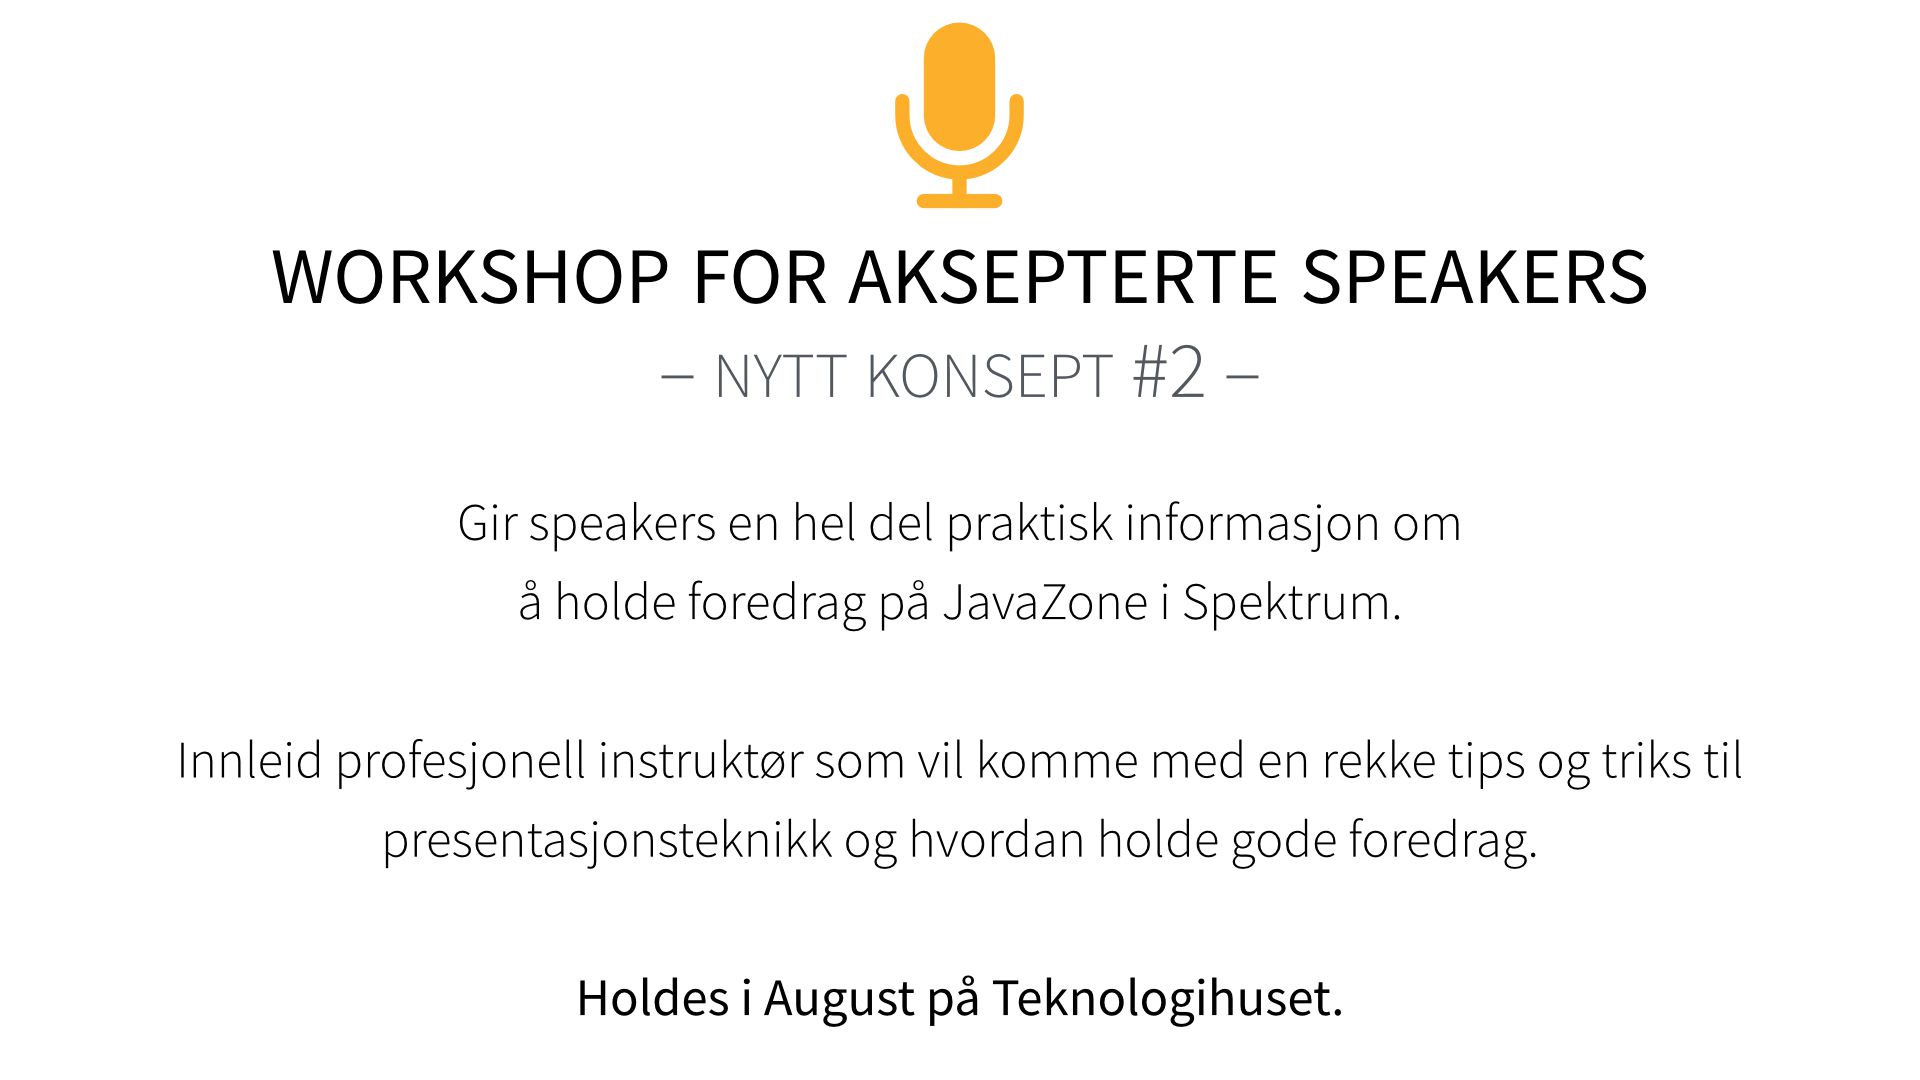 WORKSHOP FOR AKSEPTERTE SPEAKERS
– NYTT KONSEPT #2 –
Gir speakers en hel del praktisk informasjon om
å holde foredrag på JavaZone i Spektrum.
Innleid profesjonell instruktør som vil komme med en rekke tips og triks til
presentasjonsteknikk og hvordan holde gode foredrag.
Holdes i August på Teknologihuset.